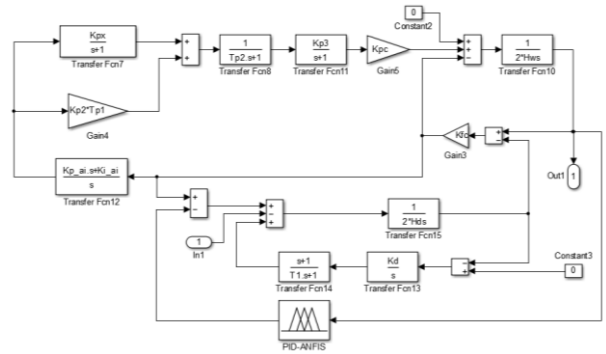 0
Constant2
Kpx
s+1
Transfer Fcn7
1
Tp2.s+1
Transfer Fcn8
Kp3
s+1
Transfer Fcn11
Kpc
Gain5
1
2*Hws
Transfer Fcn10
Kp2*Tp1
Gain4
Kfc
Gain3
Out1
1
Kp_ai.s+Ki_ai
s
Transfer Fcn12
1
In1
1
2*Hds
Transfer Fcn15
s+1
T1.s+1
Transfer Fcn14
Kd
s
Transfer Fcn13
Constant3
0
PID-ANFIS